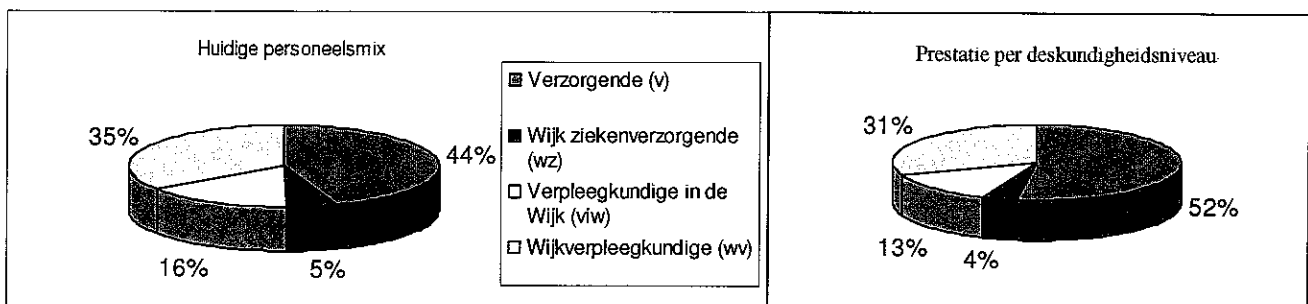 Huidige personeelsmix
35%
44%
16%
5%
Verzorgende (v)
Wijk ziekenverzorgende
(wz)
Verpleegkundige in de
Wijk (viw)
Wijkverpleegkundige (wv)
Prestatie per deskundigheidsniveau
31%
52%
13%
4%